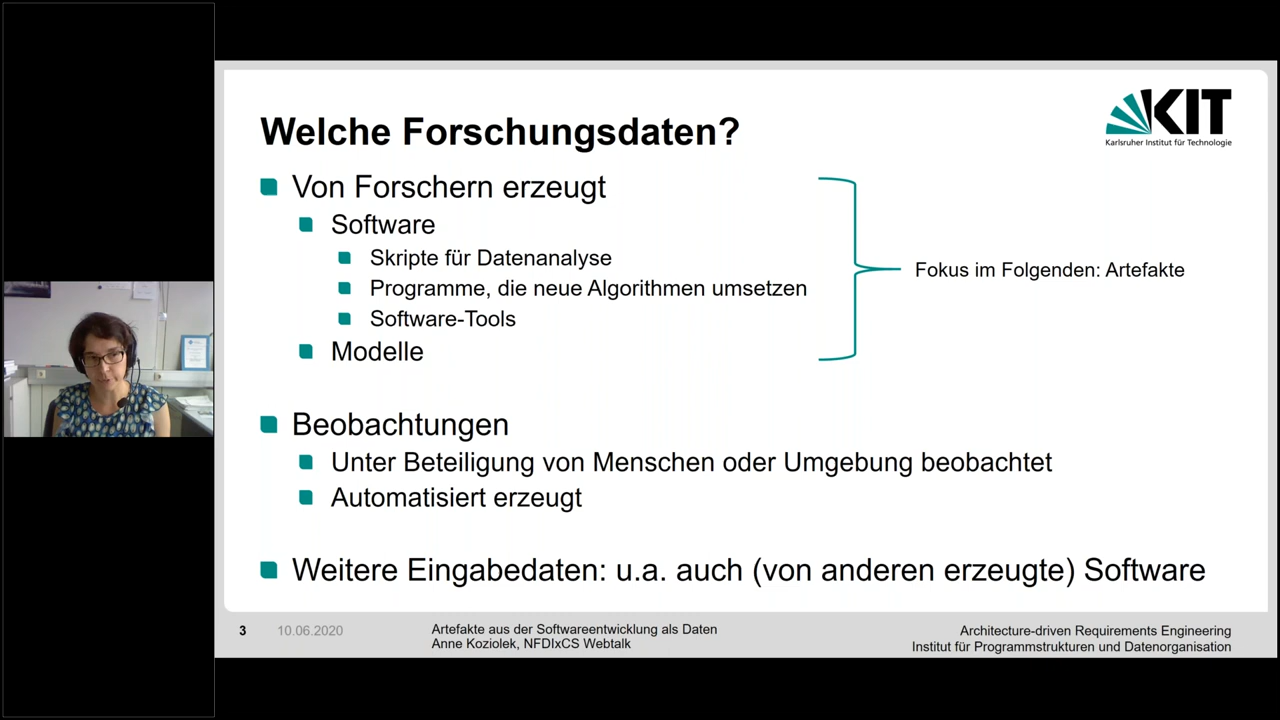 Welche Forschungsdaten?
KIT
Karlsruher Institut für Technologie
Von Forschern erzeugt
Software
Skripte für Datenanalyse
Programme, die neue Algorithmen umsetzen
Software-Tools
Modelle
Fokus im Folgenden: Artefakte
Beobachtungen
Unter Beteiligung von Menschen oder Umgebung beobachtet
Automatisiert erzeugt
Weitere Eingabedaten: u.a. auch (von anderen erzeugte) Software
3
10.06.2020
Artefakte aus der Softwareentwicklung als Daten
Anne Koziolek, NFDIxCS Webtalk
Architecture-driven Requirements Engineering
Institut für Programmstrukturen und Datenorganisation